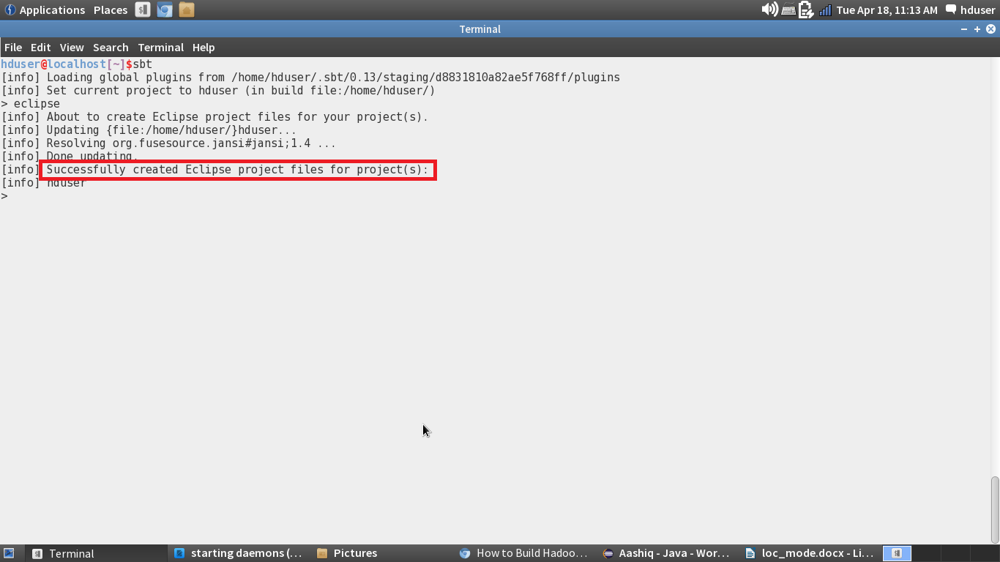 Applications Places Tue Apr 18, 11:13 AM hduser
Terminal
File Edit View Search Terminal Help
hduser@localhost[~]$sbt
[info] Loading global plugins from /home/hduser/.sbt/0.13/staging/d8831810a82ae5f768ff/plugins
[info] Set current project to hduser (in build file:/home/hduser/)
> eclipse
[info] About to create Eclipse project files for your project(s).
[info] Updating {file:/home/hduser/}hduser...
[info] Resolving org.fusesource.jansi#jansi;1.4 ...
[info] Done updating.
[info] Successfully created Eclipse project files for project(s):
[info] hduser
>
Terminal starting daemons (... Pictures How to Build Hadoo... Aashiq - Java - Wor... loc_mode.docx - Li...